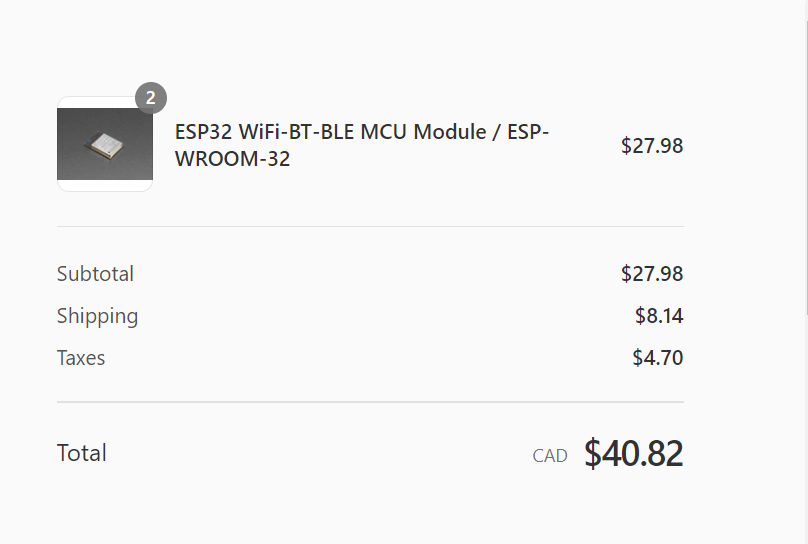 2
ESP32 WiFi-BT-BLE MCU Module / ESP-
WROOM-32
$27.98
Subtotal $27.98
Shipping $8.14
Taxes $4.70
Total CAD $40.82